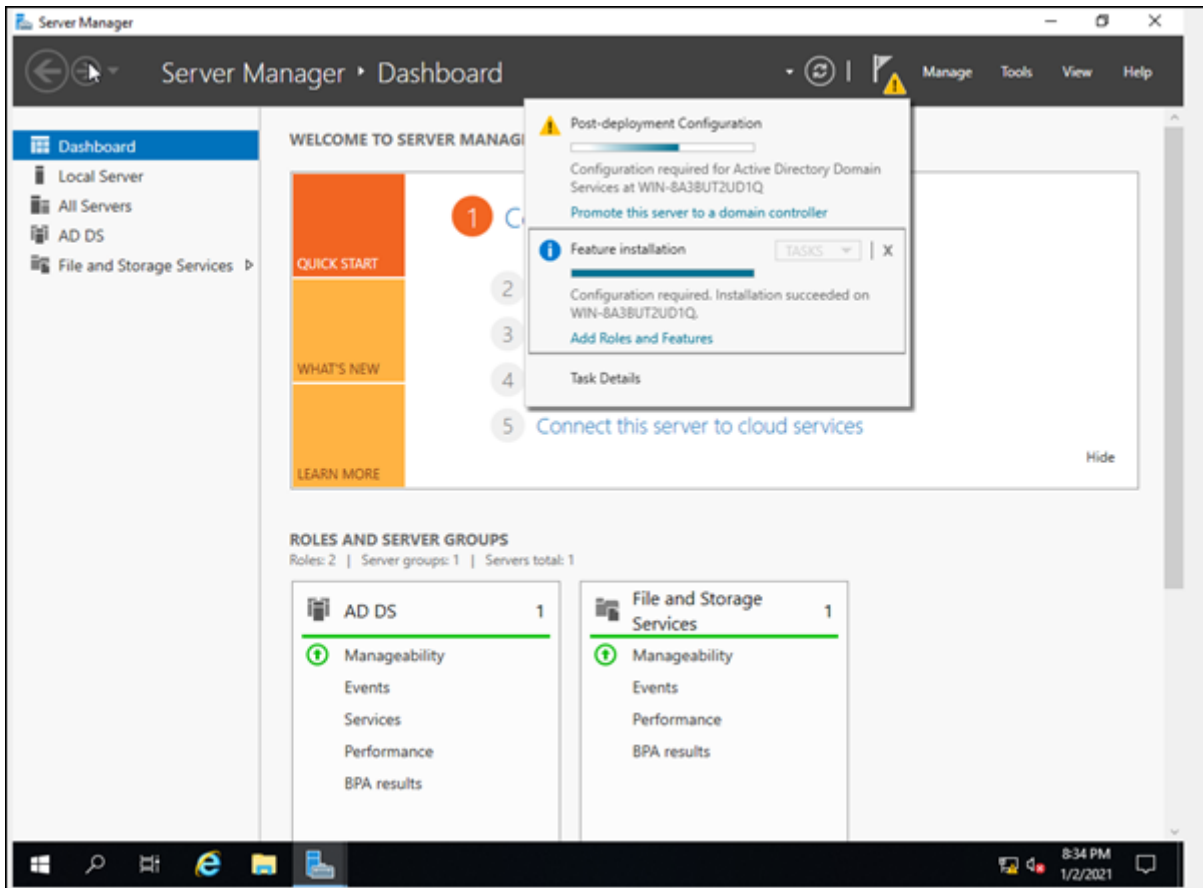 Server Manager
Server Manager • Dashboard
Manage Tools View Help
Dashboard
Local Server
All Servers
AD DS
File and Storage Services
WELCOME TO SERVER MANAG
QUICK START
WHAT'S NEW
LEARN MORE
1
2
3
4
5 Connect this server to cloud services
Hide
Post-deployment Configuration
Configuration required for Active Directory Domain
Services at WIN-8A3BUT2UD1Q
Promote this server to a domain controller
Feature installation TASKS X
Configuration required. Installation succeeded on
WIN-8A3BUT2UD1Q.
Add Roles and Features
Task Details
ROLES AND SERVER GROUPS
Roles: 2 | Server groups: 1 | Servers total: 1
AD DS 1
Manageability
Events
Services
Performance
BPA results
File and Storage
Services 1
Manageability
Events
Performance
BPA results
8:34 PM
1/2/2021